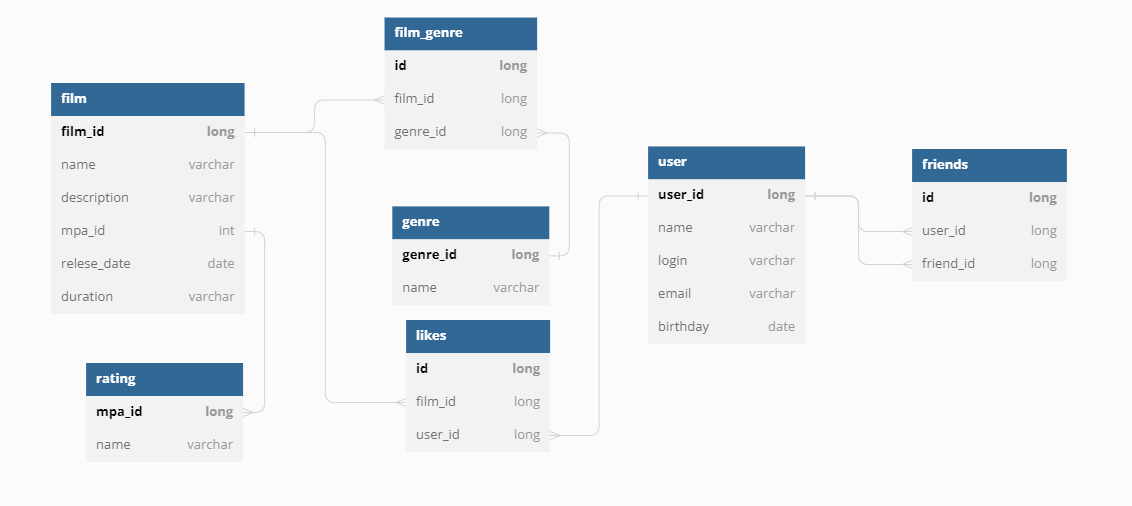 film
film_id long
name varchar
description varchar
mpa_id int
relese_date date
duration varchar
rating
mpa_id long
name varchar
film_genre
id long
film_id long
genre_id long
genre
genre_id long
name varchar
likes
id long
film_id long
user_id long
user
user_id long
name varchar
login varchar
email varchar
birthday date
friends
id long
user_id long
friend_id long